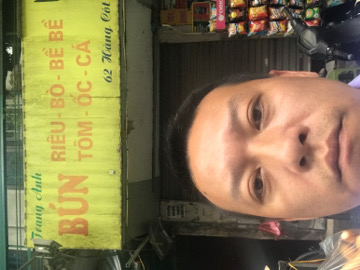 Trang Anh
BÚN
RIÊU - BÒ - BỀ BỀ
TÔM - ỐC - CÁ
62 Hàng Cót